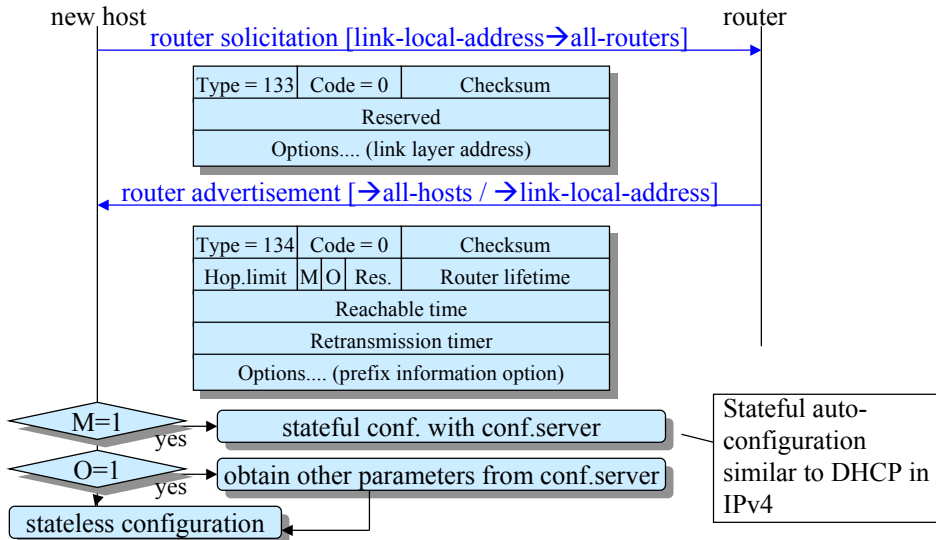 new host router
router solicitation [link-local-address→all-routers]
Type = 133 Code = 0 Checksum
Reserved
Options.... (link layer address)
router advertisement [→all-hosts / →link-local-address]
Type = 134 Code = 0 Checksum
Hop.limit M O Res. Router lifetime
Reachable time
Retransmission timer
Options.... (prefix information option)
M=1
yes
stateful conf. with conf.server
O=1
yes
obtain other parameters from conf.server
stateless configuration
Stateful auto-
configuration
similar to DHCP in
IPv4